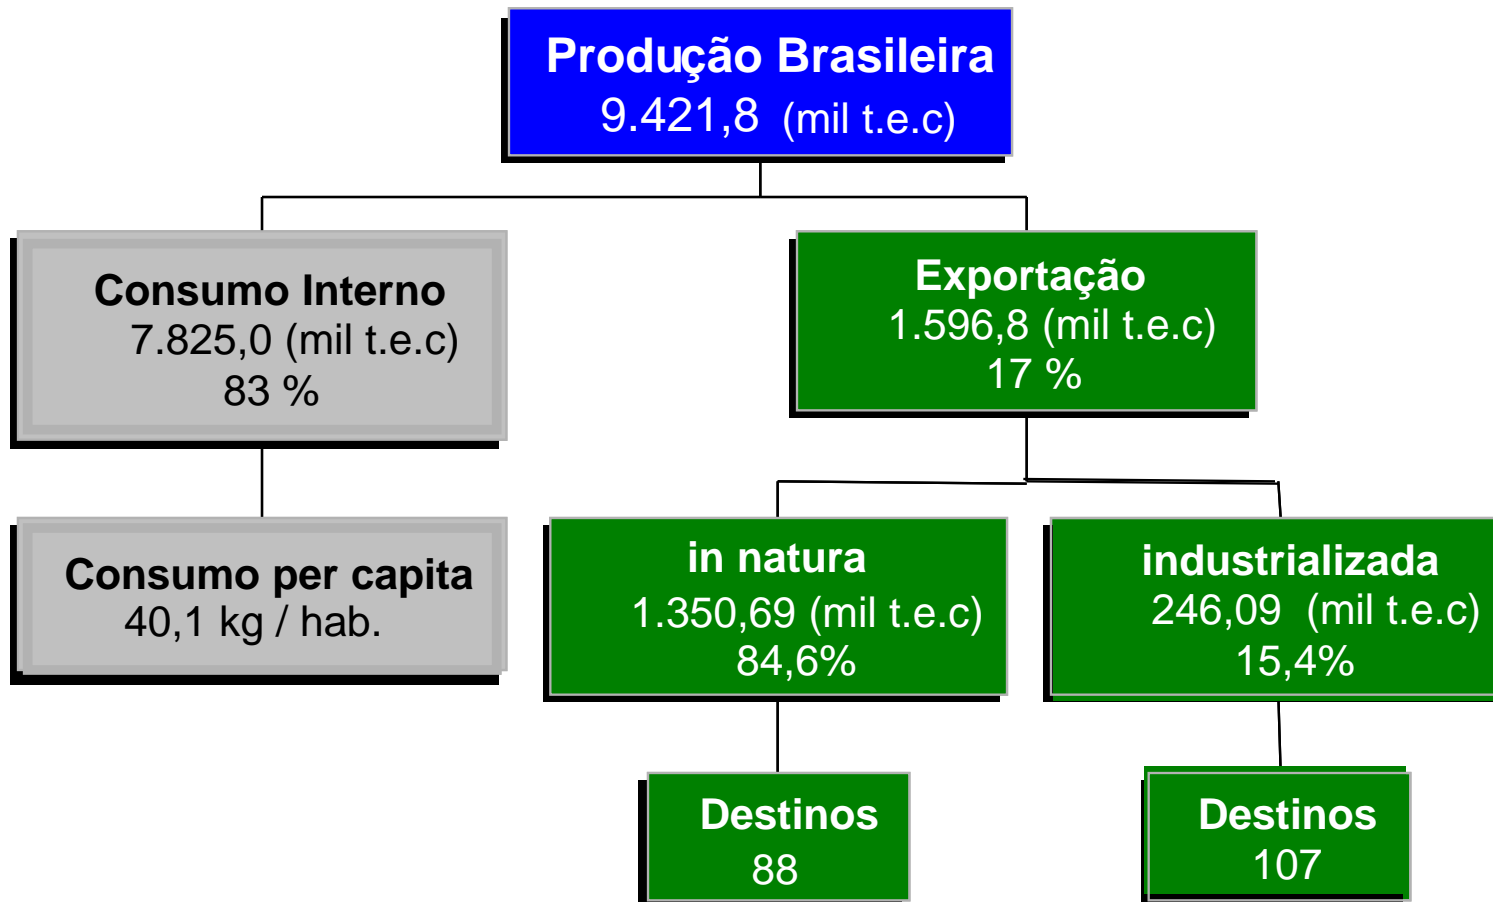 Produção Brasileira
9.421,8 (mil t.e.c)
Consumo Interno
7.825,0 (mil t.e.c)
83 %
Exportação
1.596,8 (mil t.e.c)
17 %
Consumo per capita
40,1 kg / hab.
in natura
1.350,69 (mil t.e.c)
84,6%
industrializada
246,09 (mil t.e.c)
15,4%
Destinos
88
Destinos
107